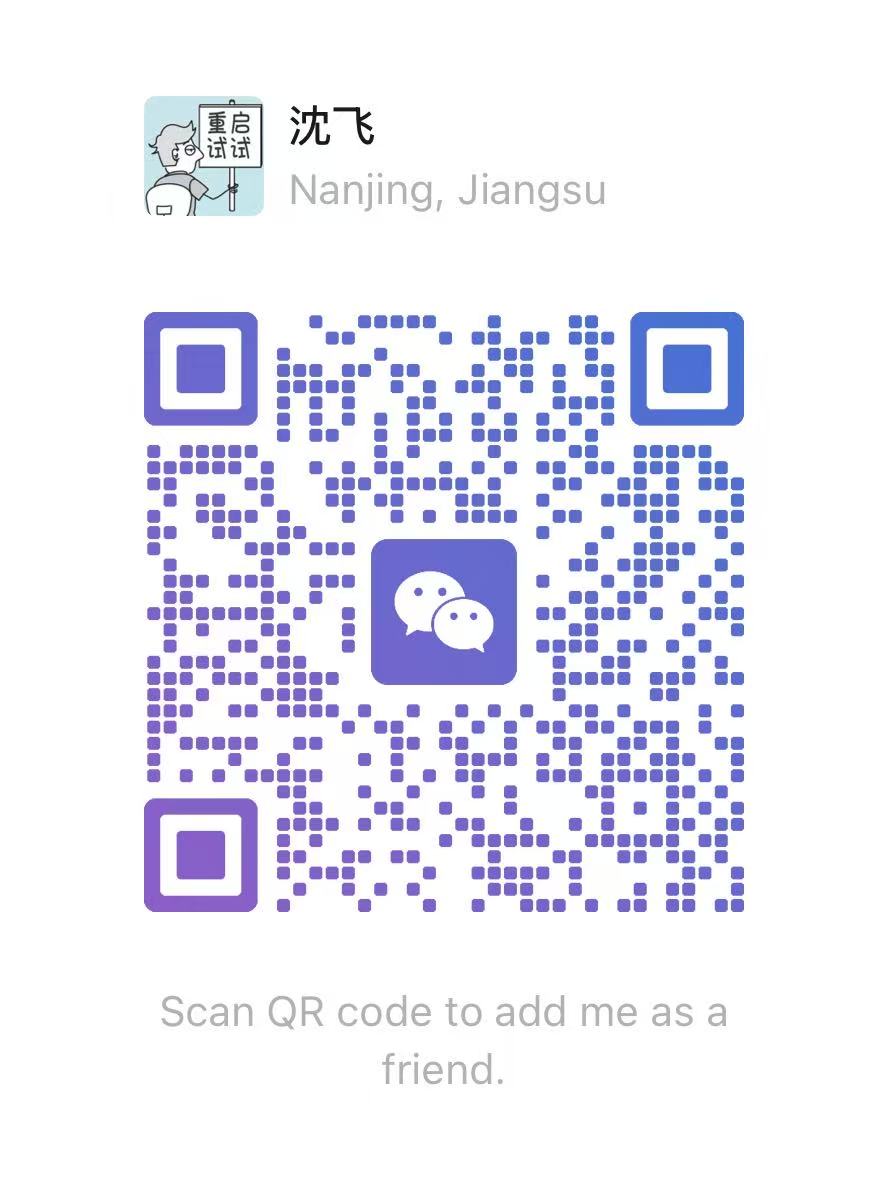 重启
试试
沈飞
Nanjing, Jiangsu
Scan QR code to add me as a
friend.